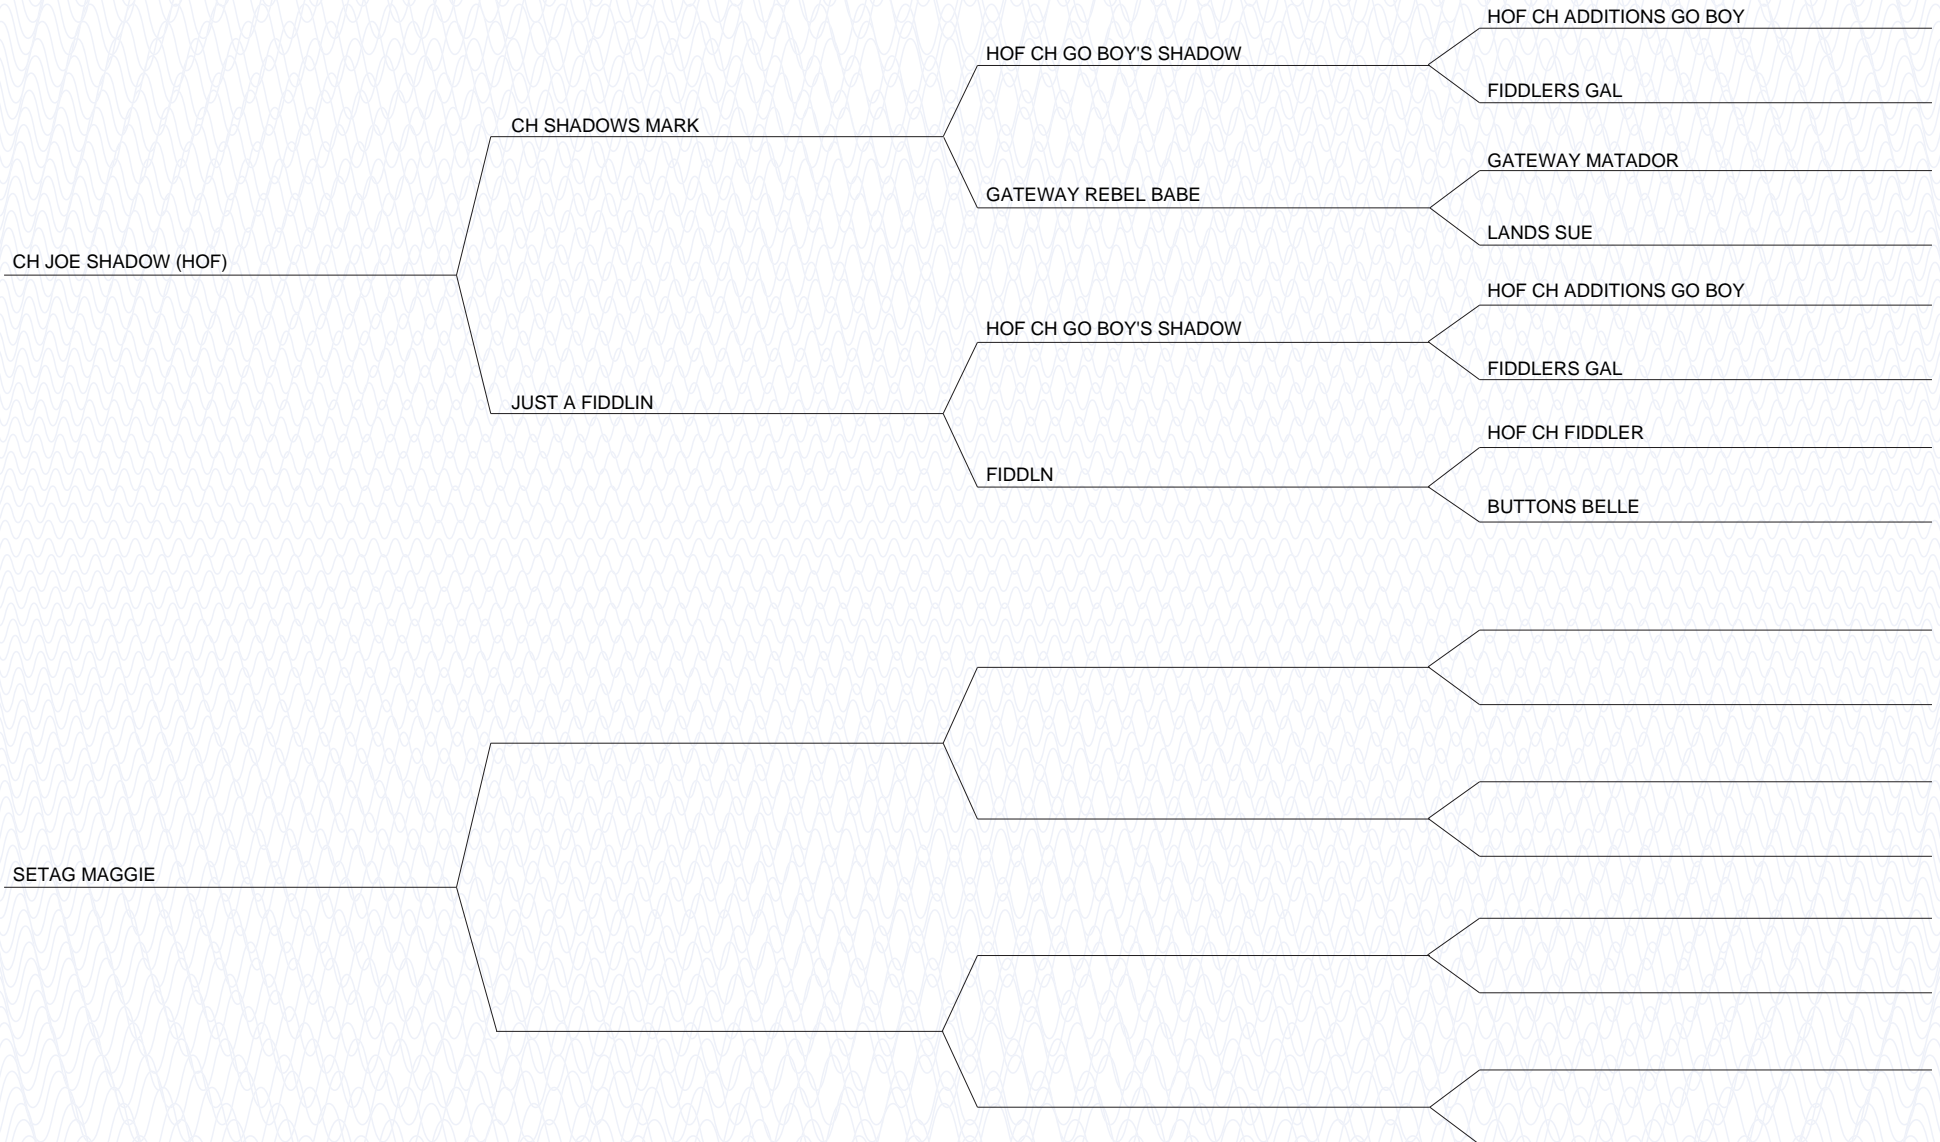 HOF CH ADDITIONS GO BOY
HOF CH GO BOY'S SHADOW
FIDDLERS GAL
CH SHADOWS MARK
GATEWAY MATADOR
GATEWAY REBEL BABE
LANDS SUE
CH JOE SHADOW (HOF)
HOF CH ADDITIONS GO BOY
HOF CH GO BOY'S SHADOW
FIDDLERS GAL
JUST A FIDDLIN
HOF CH FIDDLER
FIDDLN
BUTTONS BELLE
SETAG MAGGIE